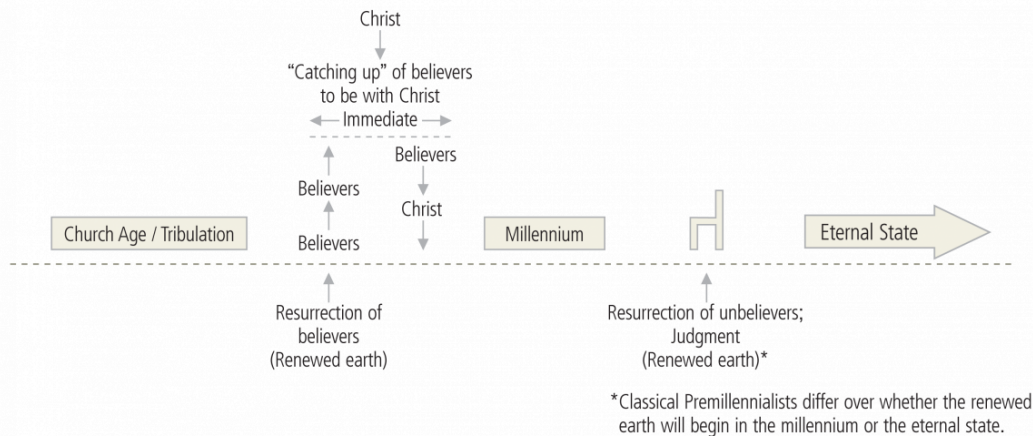 Christ
“Catching up” of believers
to be with Christ
Immediate
Believers
Believers
Believers
Christ
Church Age / Tribulation
Millennium
Eternal State
Resurrection of
believers
(Renewed earth)
Resurrection of unbelievers;
Judgment
(Renewed earth)*
*Classical Premillennialists differ over whether the renewed
earth will begin in the millennium or the eternal state.